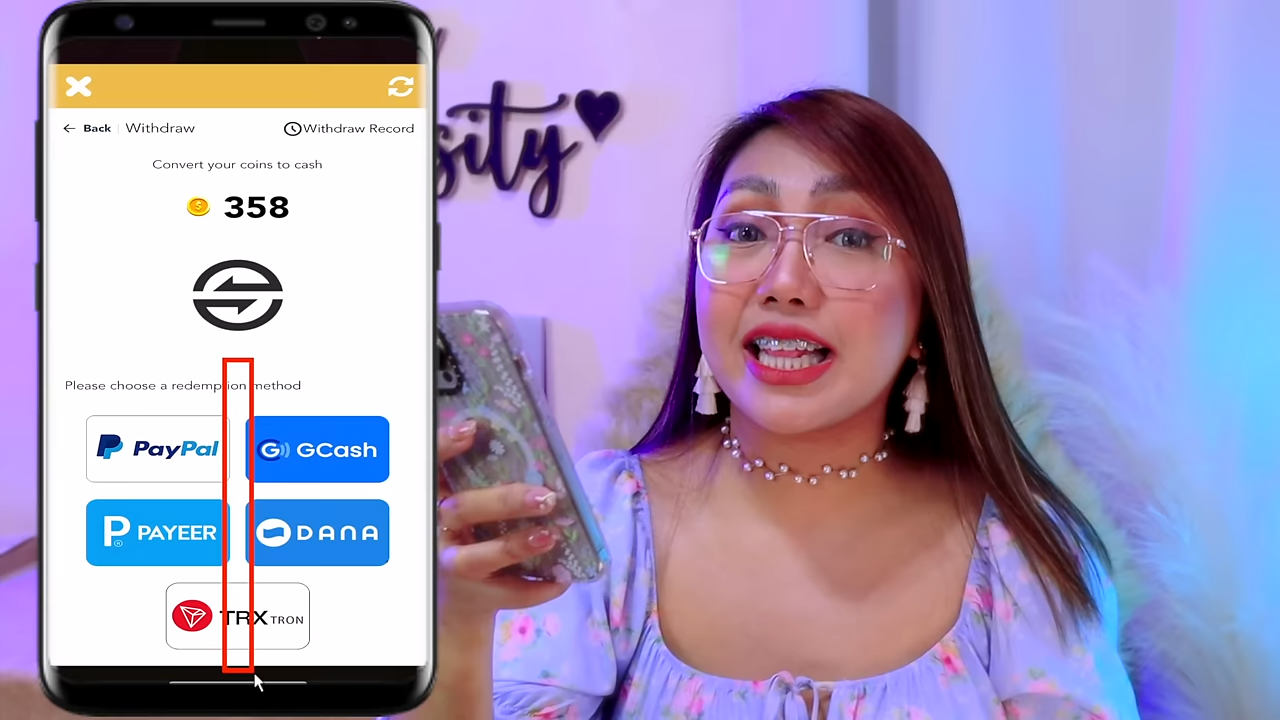 Back | Withdraw
Withdraw Record
Convert your coins to cash
358
Please choose a redemption method
PayPal
GCash
PAYEER
DANA
TRX TRON
sity